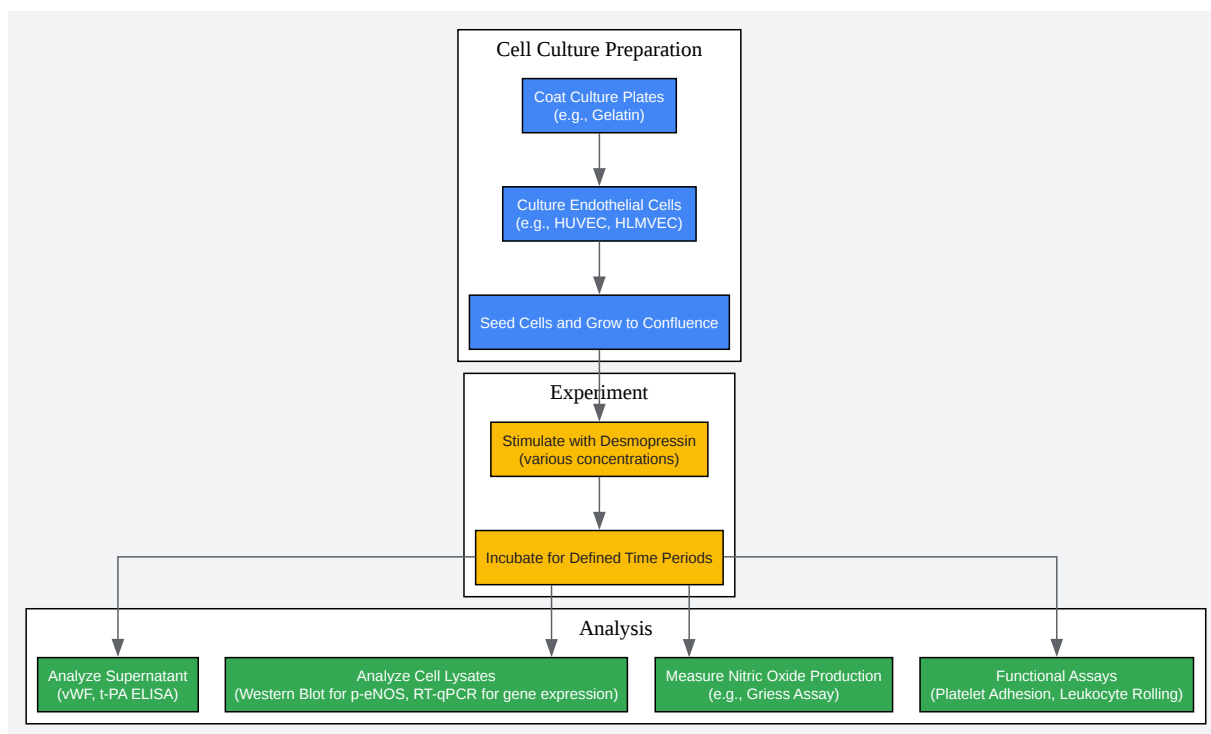 Cell Culture Preparation
Coat Culture Plates
(e.g., Gelatin)
Culture Endothelial Cells
(e.g., HUVEC, HLMVEC)
Seed Cells and Grow to Confluence
Experiment
Stimulate with Desmopressin
(various concentrations)
Incubate for Defined Time Periods
Analysis
Analyze Supernatant
(vWF, t-PA ELISA)
Analyze Cell Lysates
(Western Blot for p-eNOS, RT-qPCR for gene expression)
Measure Nitric Oxide Production
(e.g., Griess Assay)
Functional Assays
(Platelet Adhesion, Leukocyte Rolling)